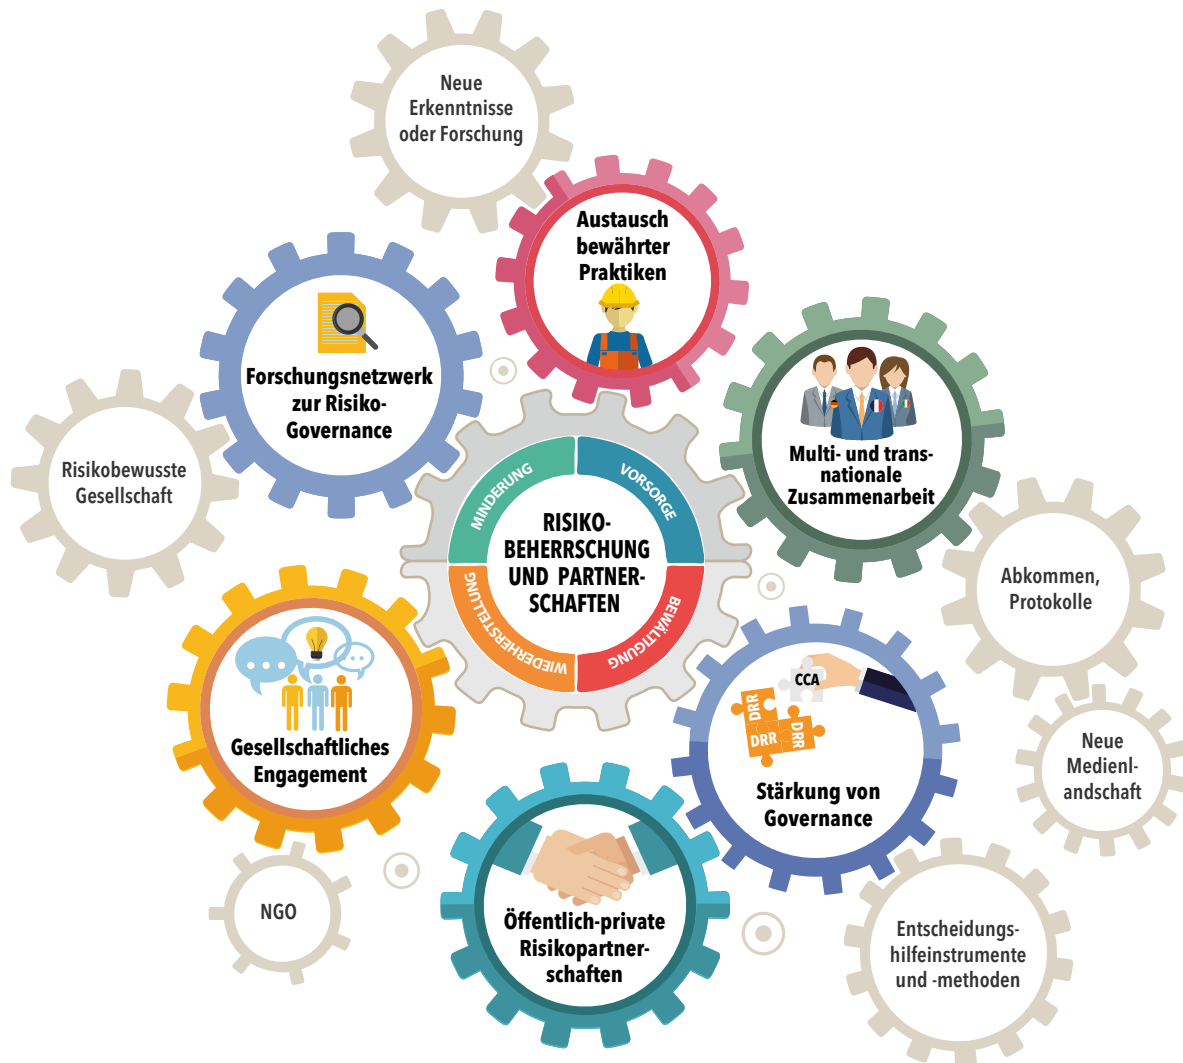 Neue
Erkenntnisse
oder Forschung
Austausch
bewährter
Praktiken
Forschungsnetzwerk
zur Risiko-
Governance
Multi- und trans-
nationale
Zusammenarbeit
Risikobewusste
Gesellschaft
MINDERUNG
VORSORGE
RISIKO-
BEHERRSCHUNG
UND PARTNER-
SCHAFTEN
WIEDERHERSTELLUNG
BEWÄLTIGUNG
Abkommen,
Protokolle
Gesellschaftliches
Engagement
CCA
DRR
DRR
DRR
Stärkung von
Governance
Neue
Medienl-
andschaft
NGO
Öffentlich-private
Risikopartner-
schaften
Entscheidungs-
hilfeinstrumente
und -methoden